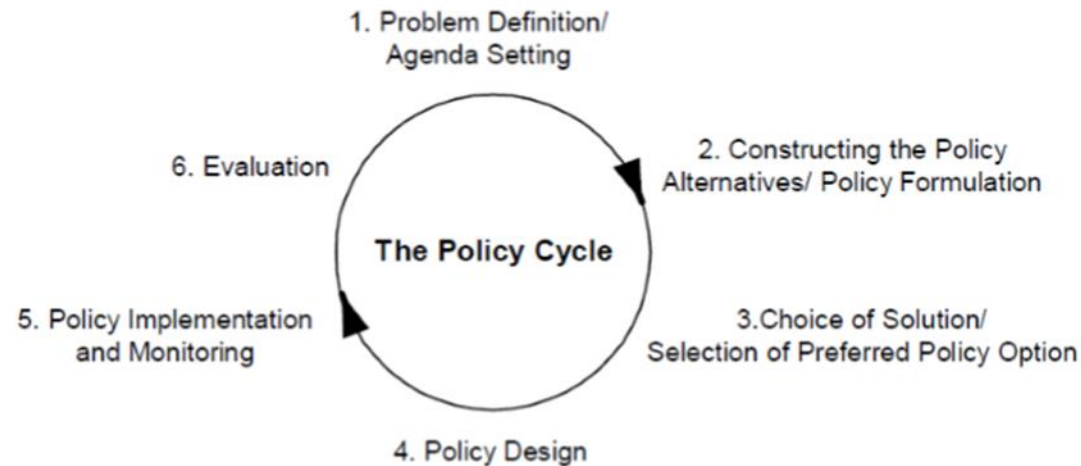 1. Problem Definition/
Agenda Setting
2. Constructing the Policy
Alternatives/ Policy Formulation
3.Choice of Solution/
Selection of Preferred Policy Option
4. Policy Design
5. Policy Implementation
and Monitoring
6. Evaluation
The Policy Cycle